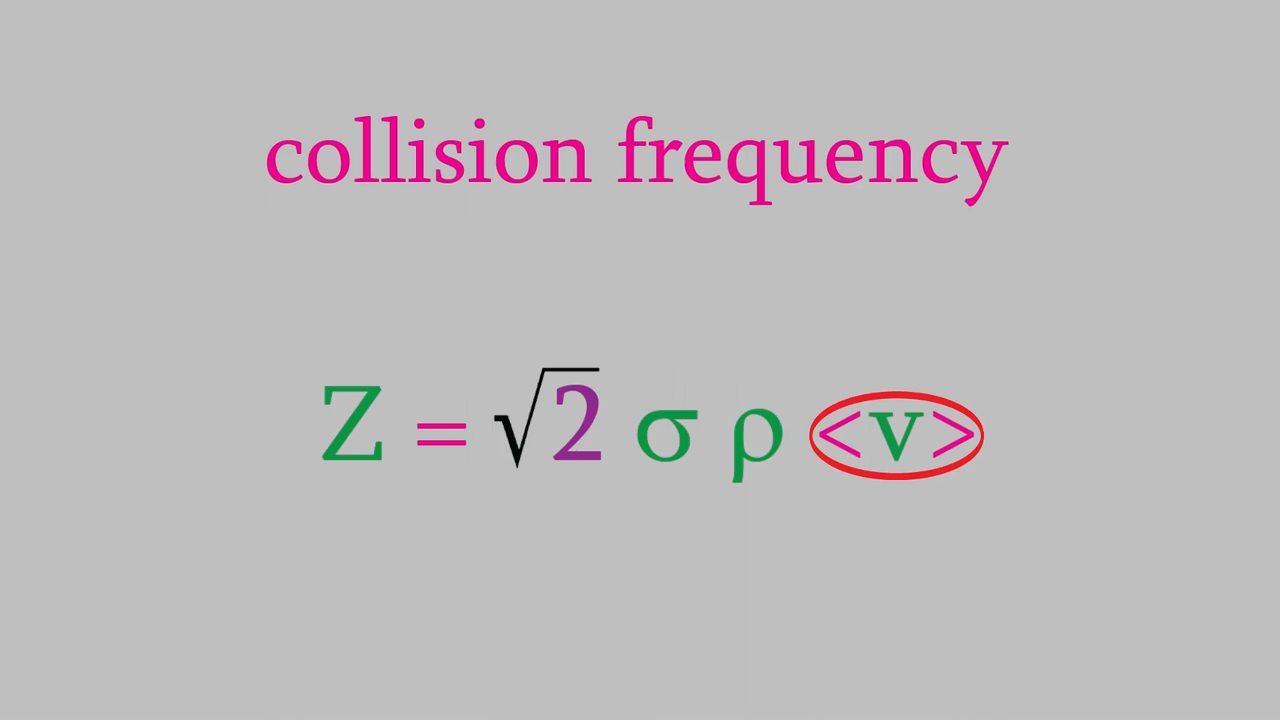 collision frequency
Z = √2 σ ρ <v>